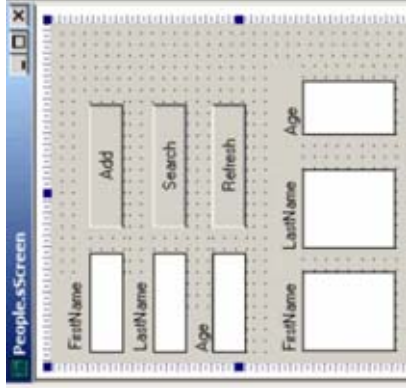 People.sScreen
FirstName
Add
LastName
Search
Age
Refresh
FirstName LastName Age